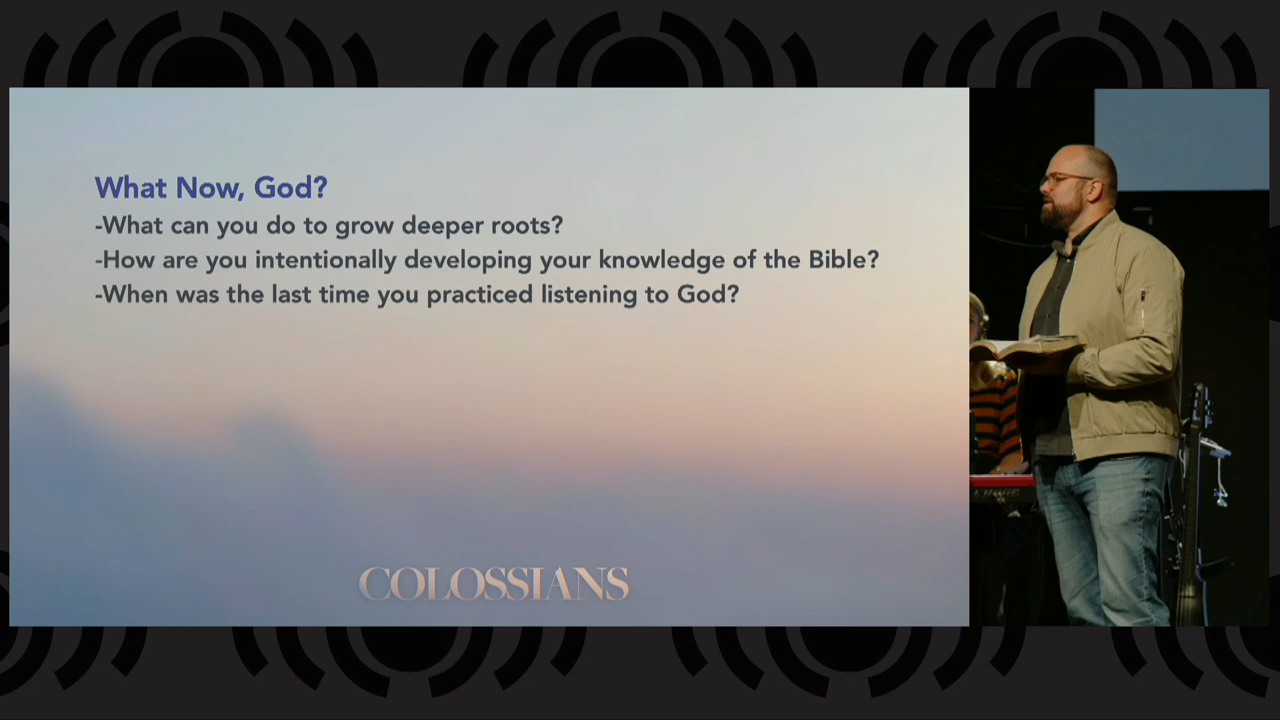 What Now, God?
-What can you do to grow deeper roots?
-How are you intentionally developing your knowledge of the Bible?
-When was the last time you practiced listening to God?
COLOSSIANS